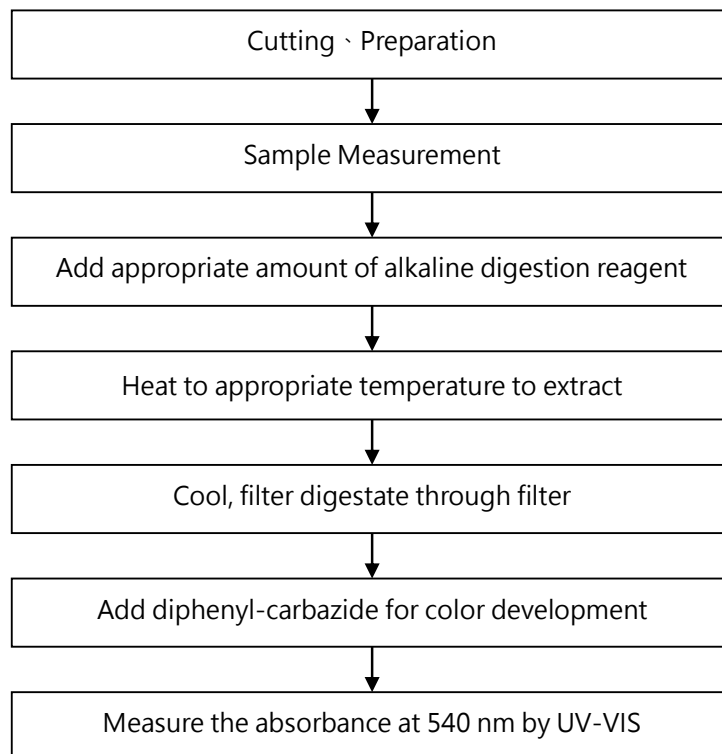 Cutting、Preparation
Sample Measurement
Add appropriate amount of alkaline digestion reagent
Heat to appropriate temperature to extract
Cool, filter digestate through filter
Add diphenyl-carbazide for color development
Measure the absorbance at 540 nm by UV-VIS